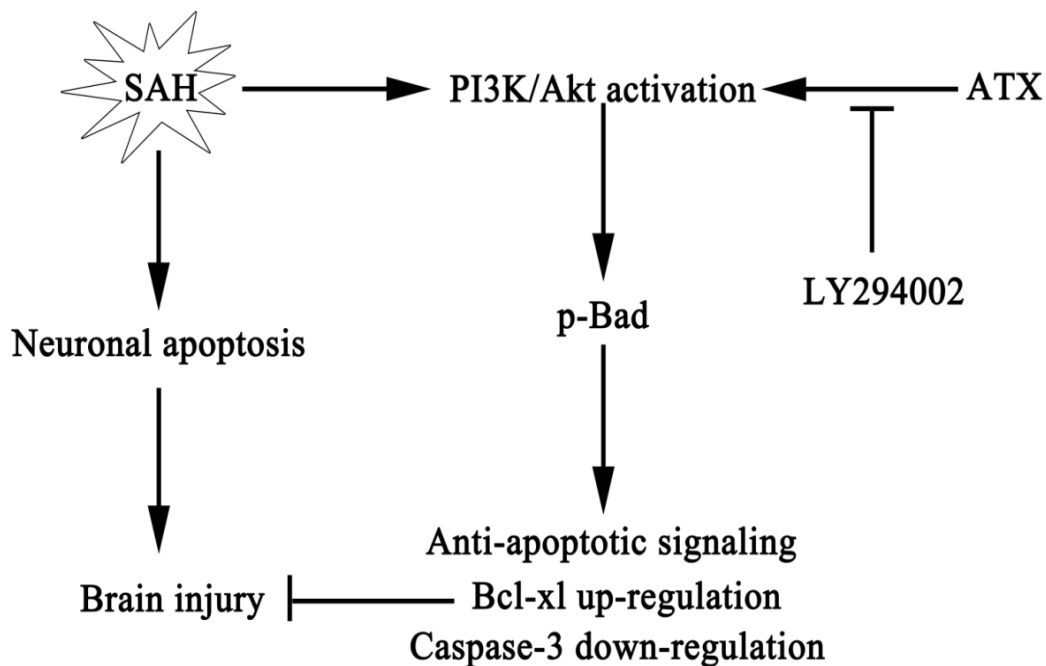 SAH
PI3K/Akt activation
ATX
LY294002
p-Bad
Neuronal apoptosis
Anti-apoptotic signaling
Brain injury
Bcl-xl up-regulation
Caspase-3 down-regulation